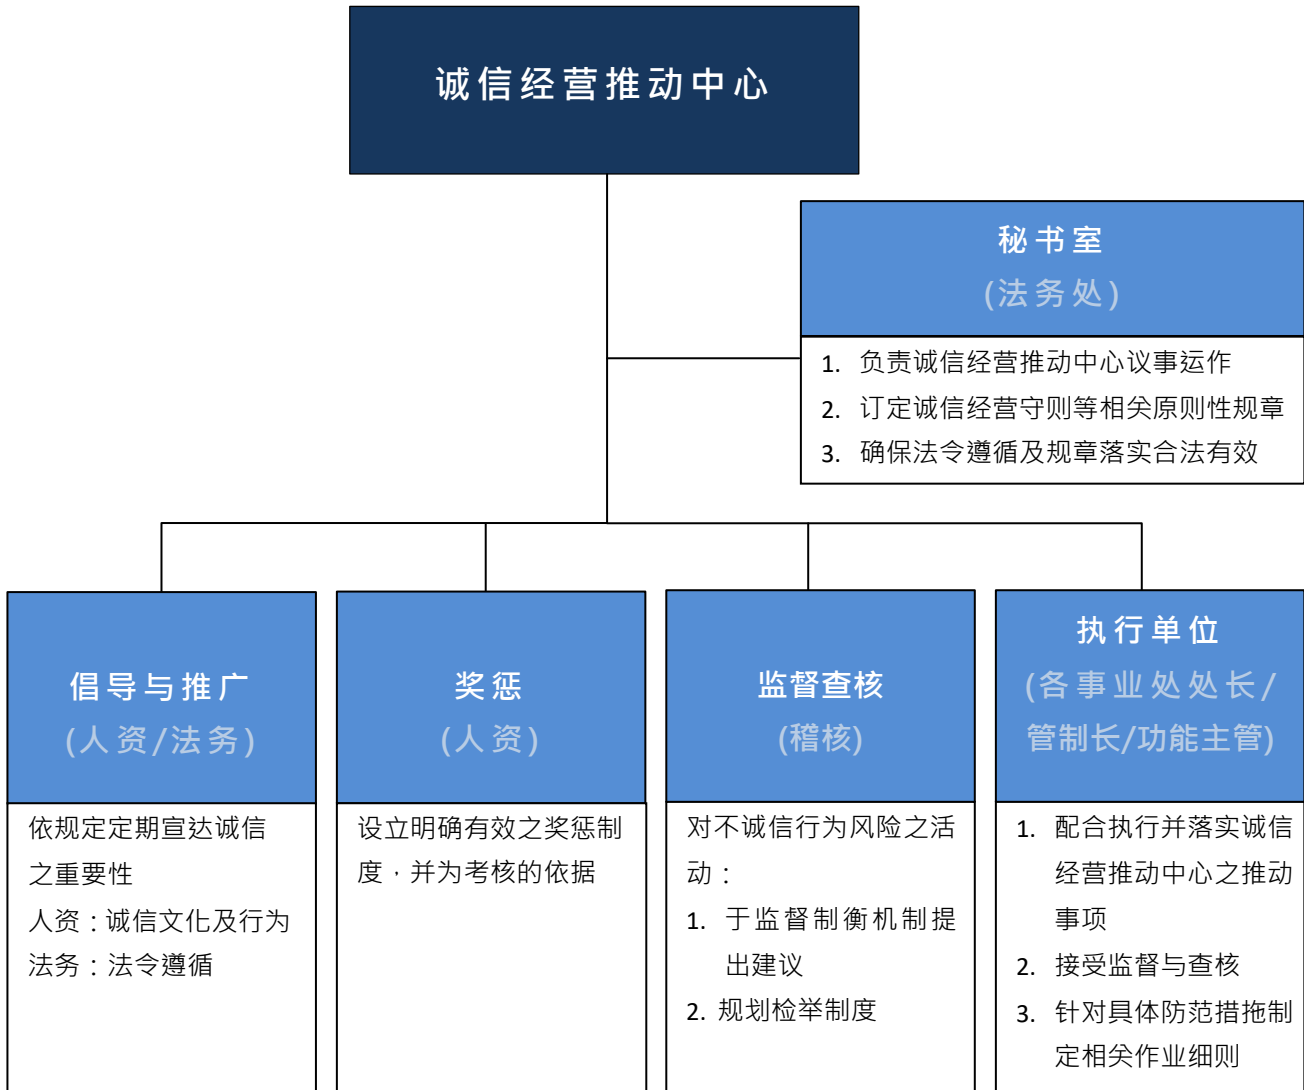 诚信经营推动中心
秘书室
(法务处)
1. 负责诚信经营推动中心议事运作
2. 订定诚信经营守则等相关原则性规章
3. 确保法令遵循及规章落实合法有效
倡导与推广
(人资/法务)
依规定定期宣达诚信
之重要性
人资：诚信文化及行为
法务：法令遵循
奖惩
(人资)
设立明确有效之奖惩制
度，并为考核的依据
监督查核
(稽核)
对不诚信行为风险之活
动：
1. 于监督制衡机制提
出建议
2. 规划检举制度
执行单位
(各事业处处长/
管制长/功能主管)
1. 配合执行并落实诚信
经营推动中心之推动
事项
2. 接受监督与查核
3. 针对具体防范措拖制
定相关作业细则